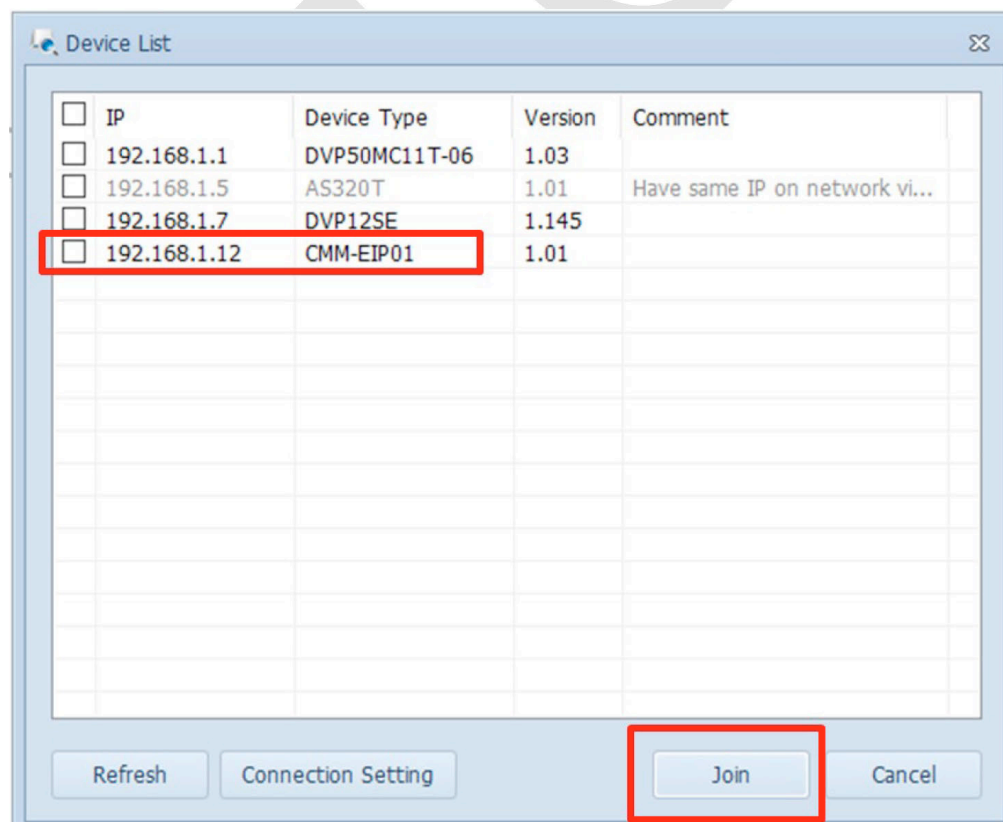 Device List
IP Device Type Version Comment
192.168.1.1 DVP50MC11T-06 1.03
192.168.1.5 AS320T 1.01 Have same IP on network vi...
192.168.1.7 DVP12SE 1.145
192.168.1.12 CMM-EIP01 1.01
Refresh Connection Setting Join Cancel